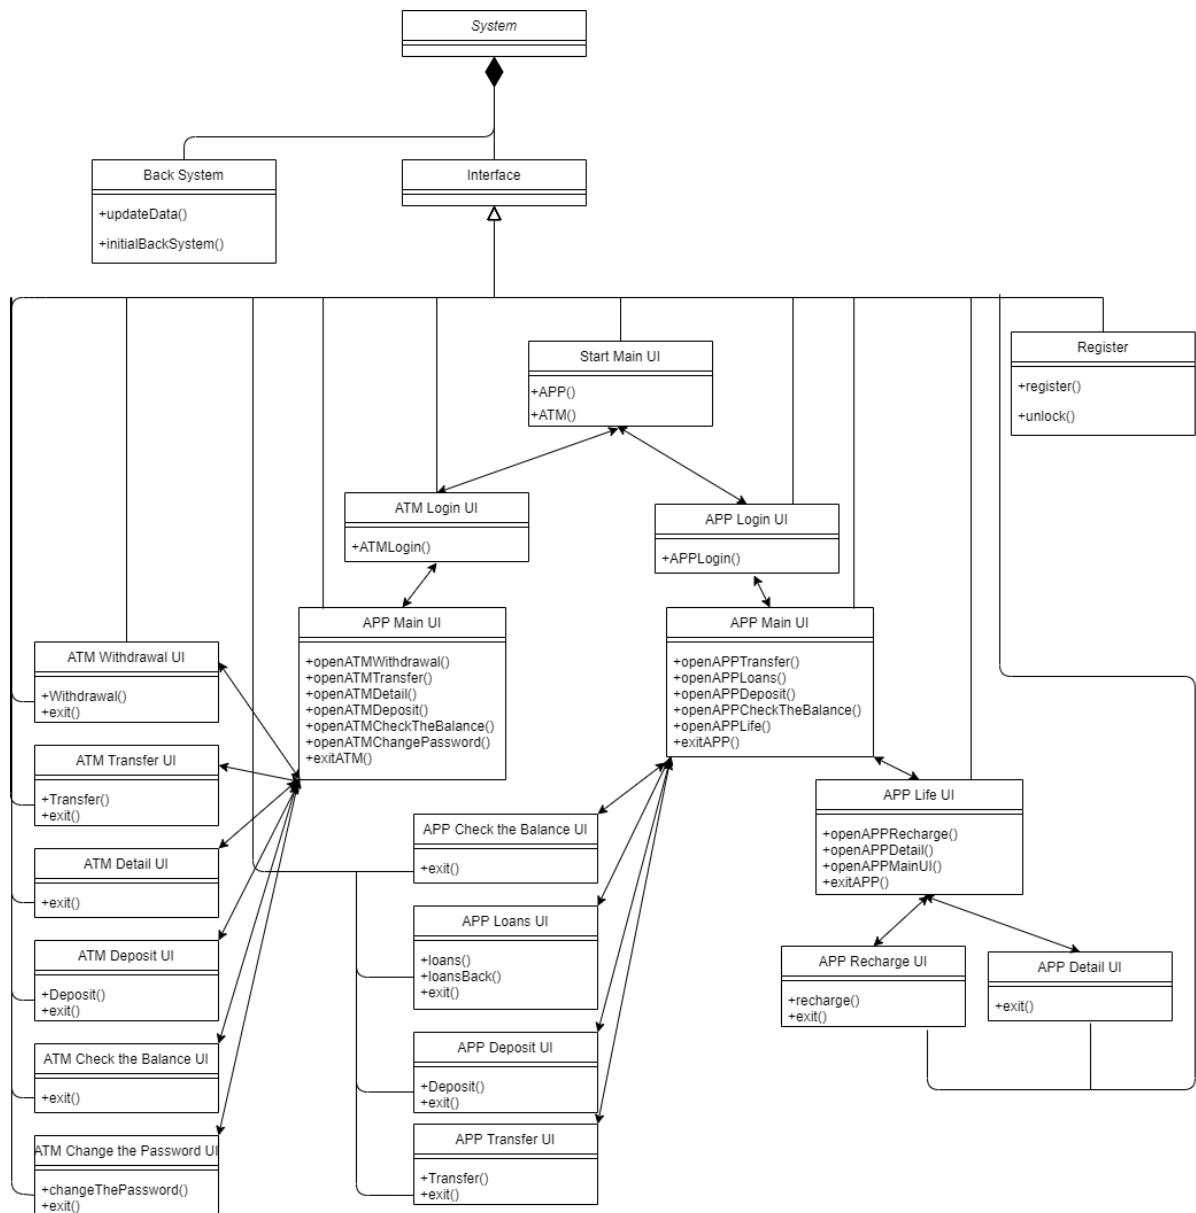 System
Back System
+updateData()
+initialBackSystem()
Interface
Start Main UI
+APP()
+ATM()
Register
+register()
+unlock()
ATM Login UI
+ATMLogin()
APP Login UI
+APPLogin()
APP Main UI
+openATMWithdrawal()
+openATMTransfer()
+openATMDetail()
+openATMDeposit()
+openATMCheckTheBalance()
+openATMChangePassword()
+exitATM()
APP Main UI
+openAPPTransfer()
+openAPPLoans()
+openAPPDeposit()
+openAPPCheckTheBalance()
+openAPPLife()
+exitAPP()
ATM Withdrawal UI
+Withdrawal()
+exit()
ATM Transfer UI
+Transfer()
+exit()
ATM Detail UI
+exit()
ATM Deposit UI
+Deposit()
+exit()
ATM Check the Balance UI
+exit()
ATM Change the Password UI
+changeThePassword()
+exit()
APP Check the Balance UI
+exit()
APP Loans UI
+loans()
+loansBack()
+exit()
APP Deposit UI
+Deposit()
+exit()
APP Transfer UI
+Transfer()
+exit()
APP Life UI
+openAPPRecharge()
+openAPPDetail()
+openAPPMainUI()
+exitAPP()
APP Recharge UI
+recharge()
+exit()
APP Detail UI
+exit()